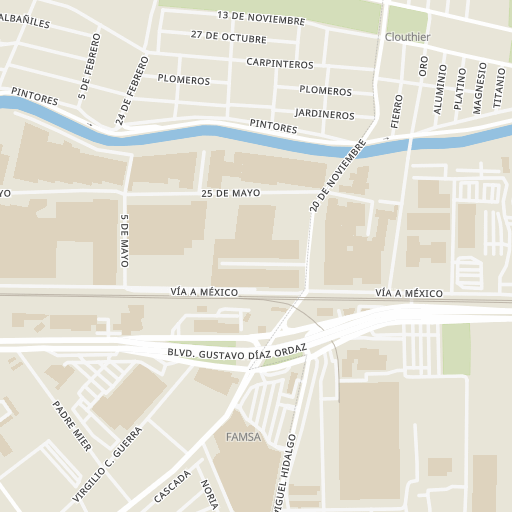 13 DE NOVIEMBRE
ALBAÑILES
27 DE OCTUBRE
Clouthier
5 DE FEBRERO
24 DE FEBRERO
CARPINTEROS
ORO
PLOMEROS
PLOMEROS
ALUMINIO
PLATINO
MAGNESIO
TITANIO
PINTORES
JARDINEROS
FIERRO
PINTORES
20 DE NOVIEMBRE
YO
25 DE MAYO
5 DE MAYO
VÍA A MÉXICO
VÍA A MÉXICO
BLVD. GUSTAVO DÍAZ ORDAZ
PADRE MIER
VIRGILIO C. GUERRA
FAMSA
CASCADA
NORIA
MIGUEL HIDALGO